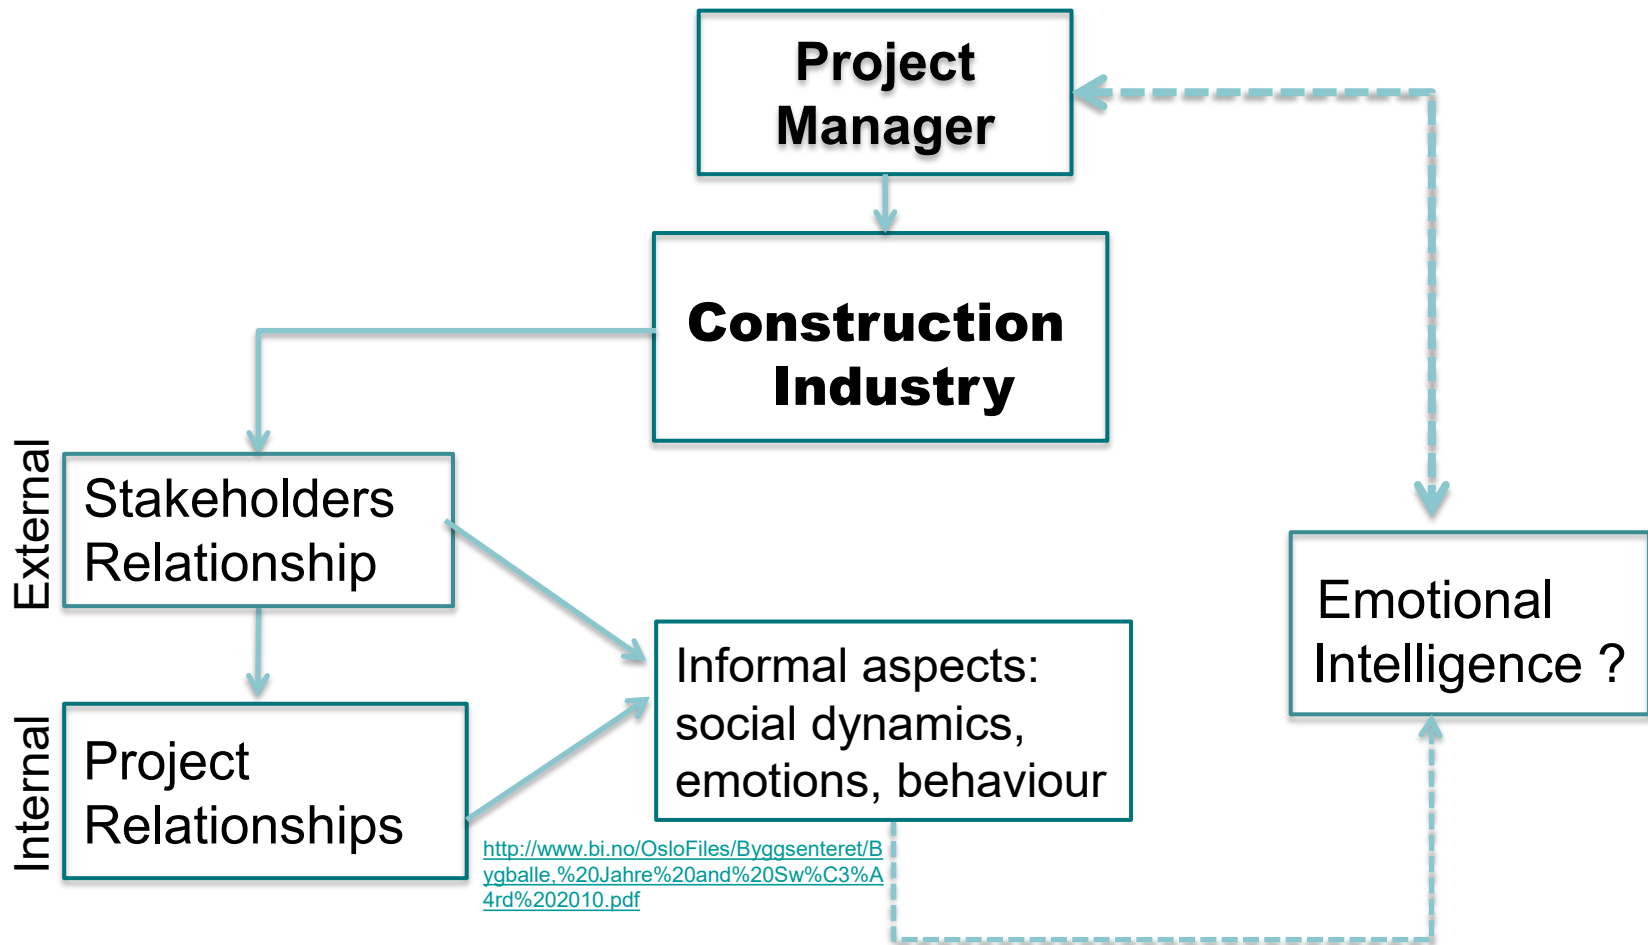 Project
Manager
Construction
Industry
External
Stakeholders
Relationship
Emotional
Intelligence ?
Informal aspects:
social dynamics,
emotions, behaviour
Internal
Project
Relationships
http://www.bi.no/OsloFiles/Byggsenteret/B
ygballe,%20Jahre%20and%20Sw%C3%A
4rd%202010.pdf